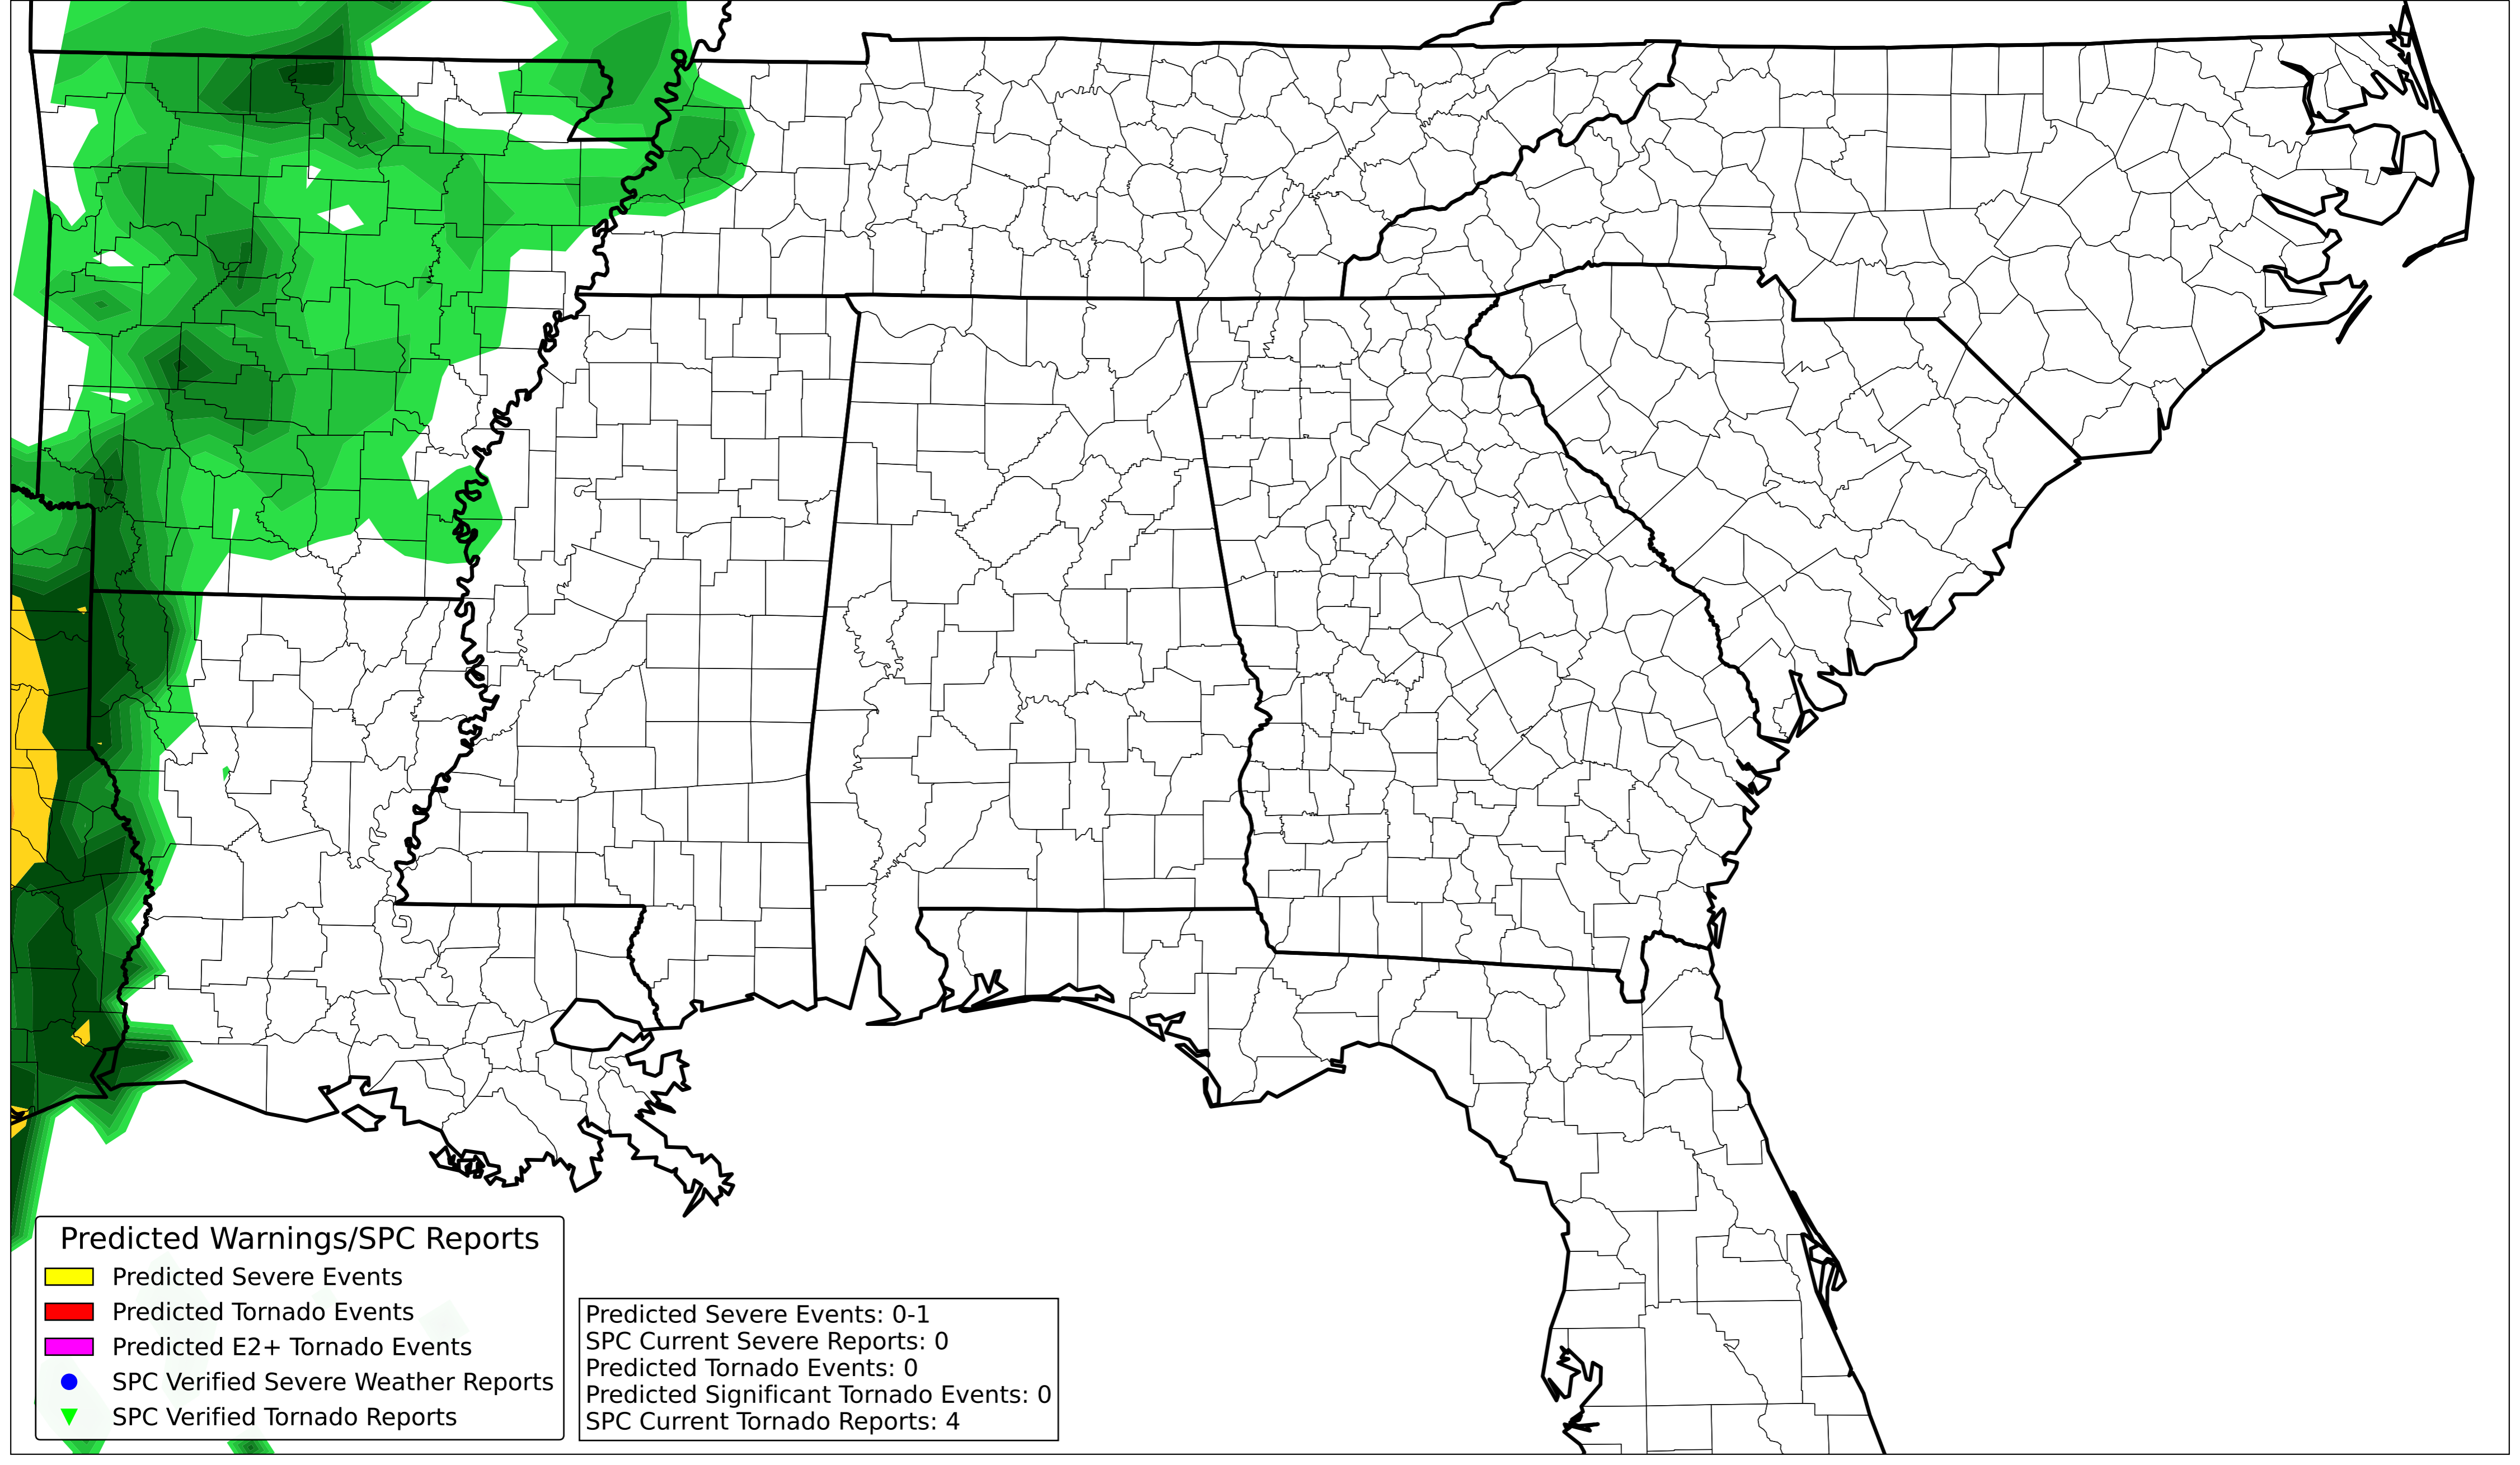 Predicted Warnings/SPC Reports
Predicted Severe Events
Predicted Tornado Events
Predicted E2+ Tornado Events
SPC Verified Severe Weather Reports
SPC Verified Tornado Reports
Predicted Severe Events: 0-1
SPC Current Severe Reports: 0
Predicted Tornado Events: 0
Predicted Significant Tornado Events: 0
SPC Current Tornado Reports: 4